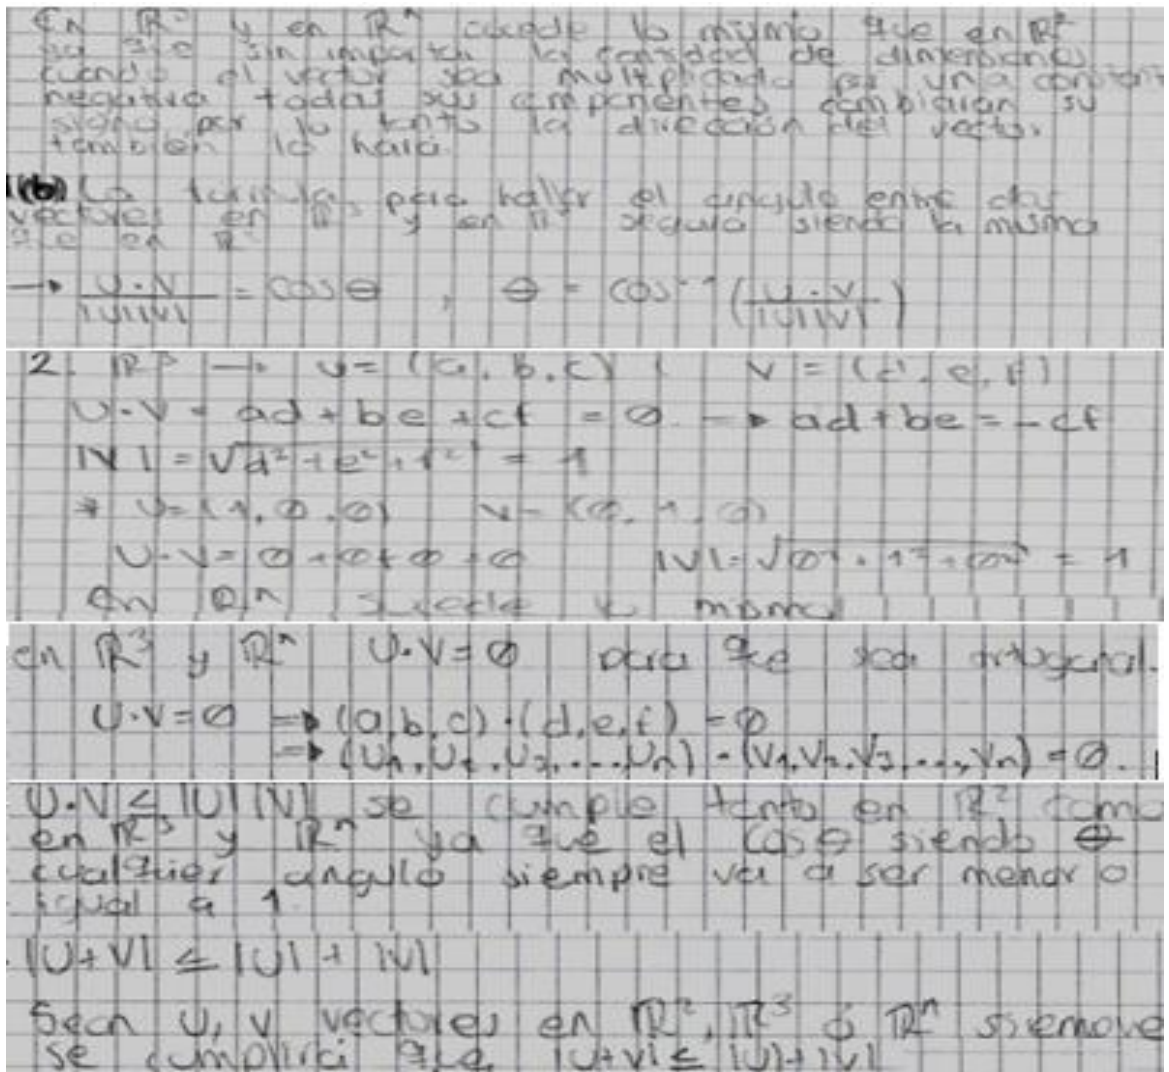 En ℝ³ y en ℝⁿ sucede lo mismo que en ℝ²
ya que sin importar la cantidad de dimensiones
cuando el vector sea multiplicado por una constante
negativa todas sus componentes cambiaran su
signo por lo tanto la dirección del vector
tambien lo hará.
1(b) La formula para hallar el angulo entre dos
vectores en ℝ³ y en ℝⁿ seguira siendo la misma
que en ℝ²
→ U·V / |U||V| = cos θ , θ = cos⁻¹ (U·V / |U||V|)
2. ℝ³ → U = (a, b, c) V = (d, e, f)
U·V = ad + be + cf = 0 → ad + be = -cf
|V| = √d² + e² + f² = 1
* U = (1, 0, 0) V = (0, 1, 0)
U·V = 0 + 0 + 0 = 0 |V| = √0² + 1² + 0² = 1
En ℝⁿ sucede lo mismo
en ℝ³ y ℝⁿ U·V = 0 para que sea ortogonal.
U·V = 0 ⇒ (a, b, c) · (d, e, f) = 0
⇒ (U₁, U₂, U₃, ..., Uₙ) · (V₁, V₂, V₃, ..., Vₙ) = 0.
U·V ≤ |U| |V| se cumple tanto en ℝ² como
en ℝ³ y ℝⁿ ya que el cos θ siendo θ
cualquier angulo siempre va a ser menor o
igual a 1.
|U+V| ≤ |U| + |V|
Sean U, V vectores en ℝ², ℝ³ ó ℝⁿ siempre
se cumplira que |U+V| ≤ |U| + |V|